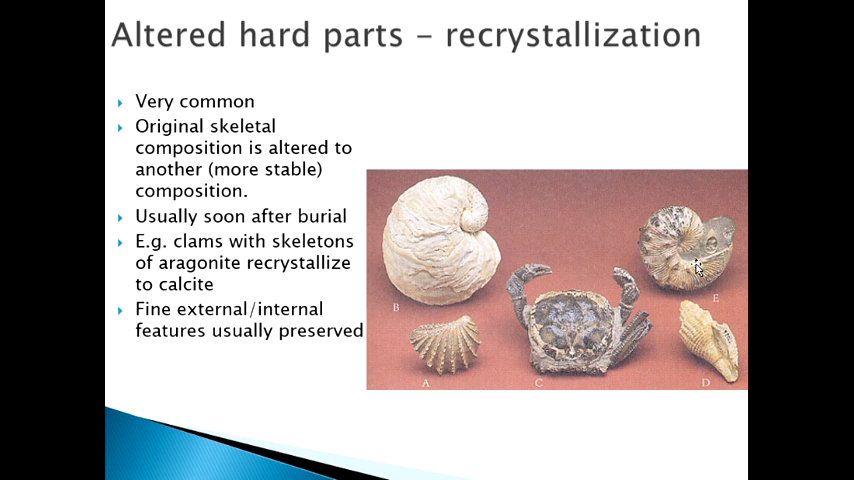 Altered hard parts – recrystallization
Very common
Original skeletal
composition is altered to
another (more stable)
composition.
Usually soon after burial
E.g. clams with skeletons
of aragonite recrystallize
to calcite
Fine external/internal
features usually preserved
B
E
A
C
D